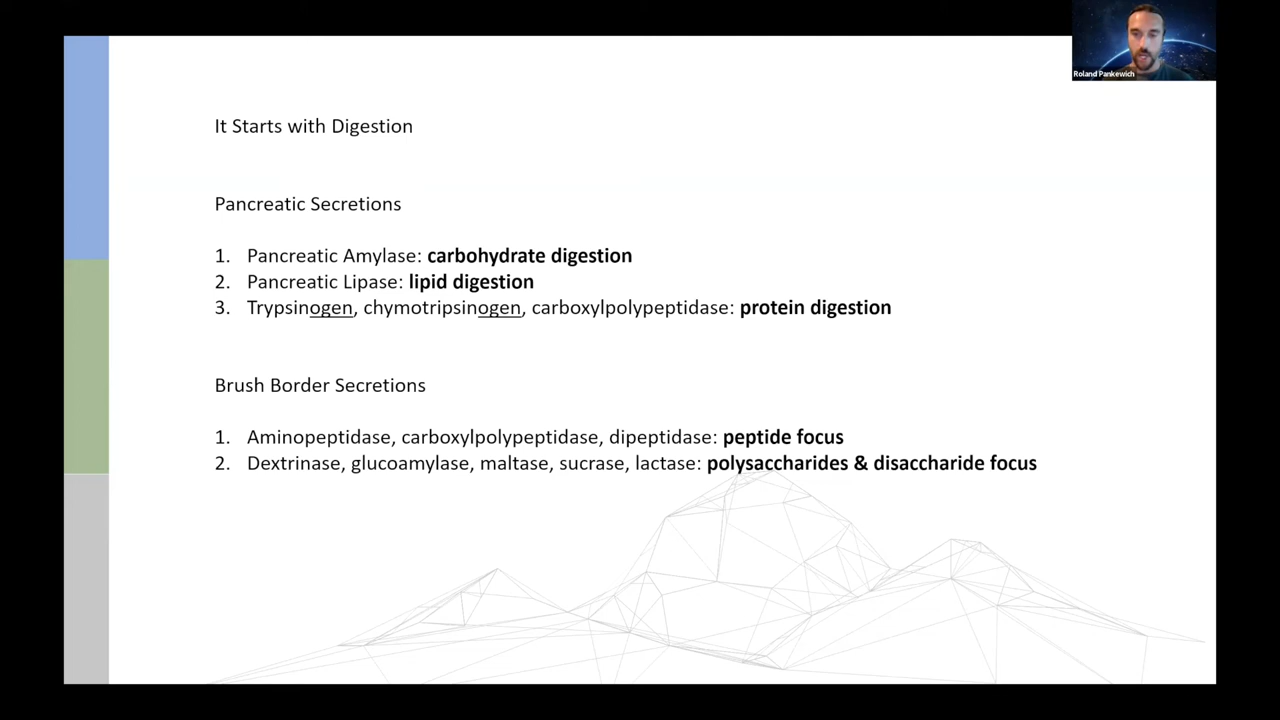 Roland Pankewich
It Starts with Digestion
Pancreatic Secretions
1. Pancreatic Amylase: carbohydrate digestion
2. Pancreatic Lipase: lipid digestion
3. Trypsinogen, chymotripsinogen, carboxylpolypeptidase: protein digestion
Brush Border Secretions
1. Aminopeptidase, carboxylpolypeptidase, dipeptidase: peptide focus
2. Dextrinase, glucoamylase, maltase, sucrase, lactase: polysaccharides & disaccharide focus